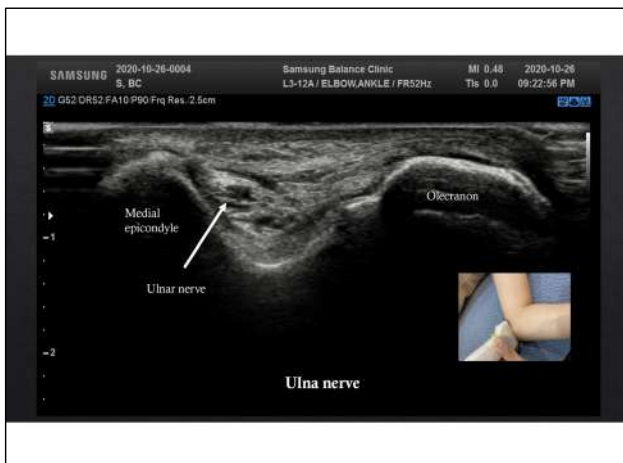 SAMSUNG
2020-10-26-0004
S, BC
Samsung Balance Clinic
L3-12A / ELBOW,ANKLE / FR52Hz
MI 0.48
TIs 0.0
2020-10-26
09:22:56 PM
2D G52/DR52/FA10/P90/Frq Res./2.5cm
S
Medial
epicondyle
Olecranon
1
Ulnar nerve
2
Ulna nerve